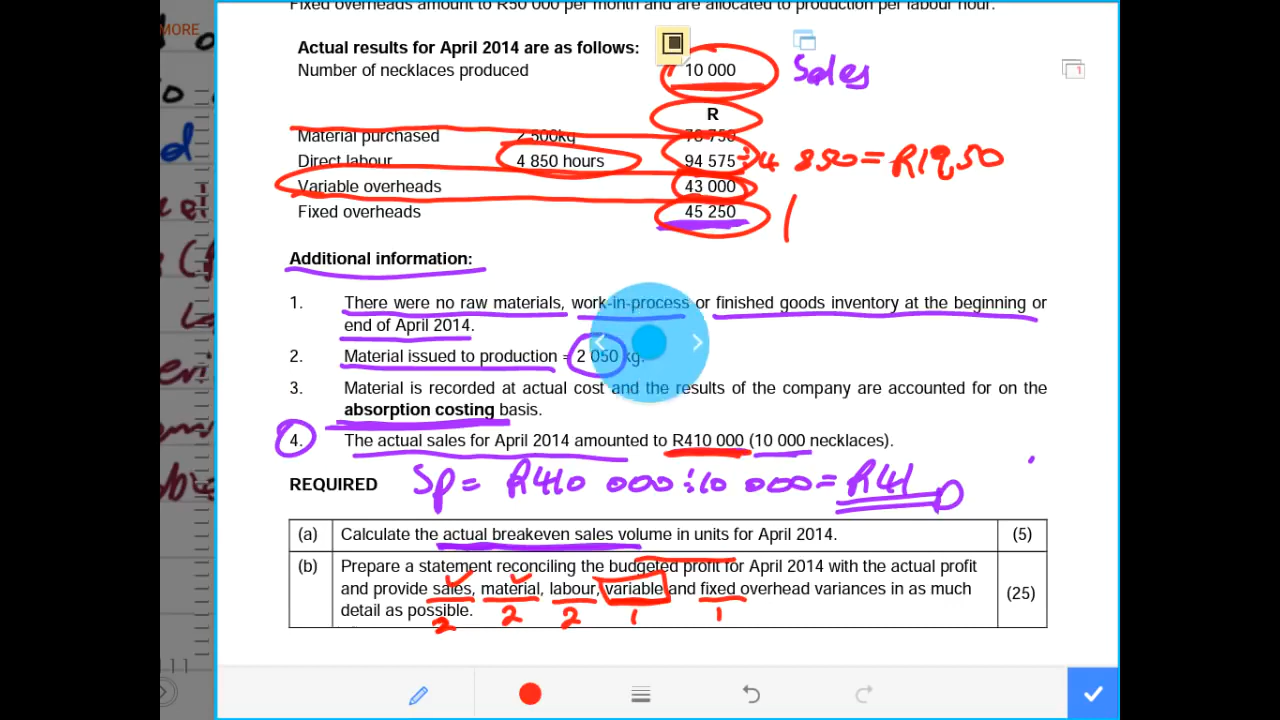 MORE
Fixed overheads amount to R50 000 per month and are allocated to production per labour hour.
Actual results for April 2014 are as follows:
Number of necklaces produced 10 000 Sales
R
Material purchased 2 500kg 78 750
Direct labour 4 850 hours 94 575 ÷4 850=R19,50
Variable overheads 43 000
Fixed overheads 45 250
Additional information:
1. There were no raw materials, work-in-process or finished goods inventory at the beginning or
end of April 2014.
2. Material issued to production = 2 050 kg.
3. Material is recorded at actual cost and the results of the company are accounted for on the
absorption costing basis.
4. The actual sales for April 2014 amounted to R410 000 (10 000 necklaces).
REQUIRED Sp = R410 000 ÷10 000 = R41
(a) Calculate the actual breakeven sales volume in units for April 2014. (5)
(b) Prepare a statement reconciling the budgeted profit for April 2014 with the actual profit
and provide sales, material, labour, variable and fixed overhead variances in as much (25)
detail as possible.
2 2 2 1 1